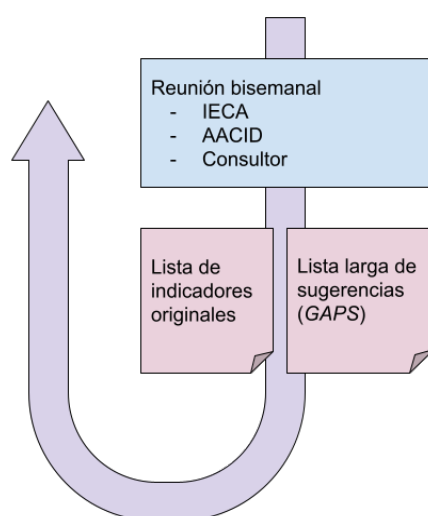 Reunión bisemanal
- IECA
- AACID
- Consultor
Lista de
indicadores
originales
Lista larga de
sugerencias
(GAPS)